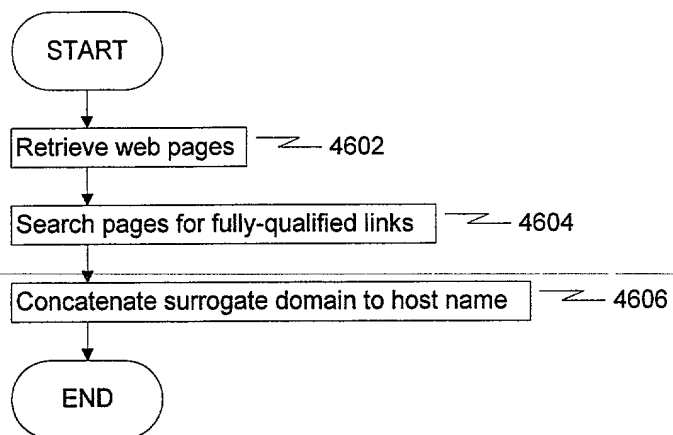 START
Retrieve web pages 4602
Search pages for fully-qualified links 4604
Concatenate surrogate domain to host name 4606
END